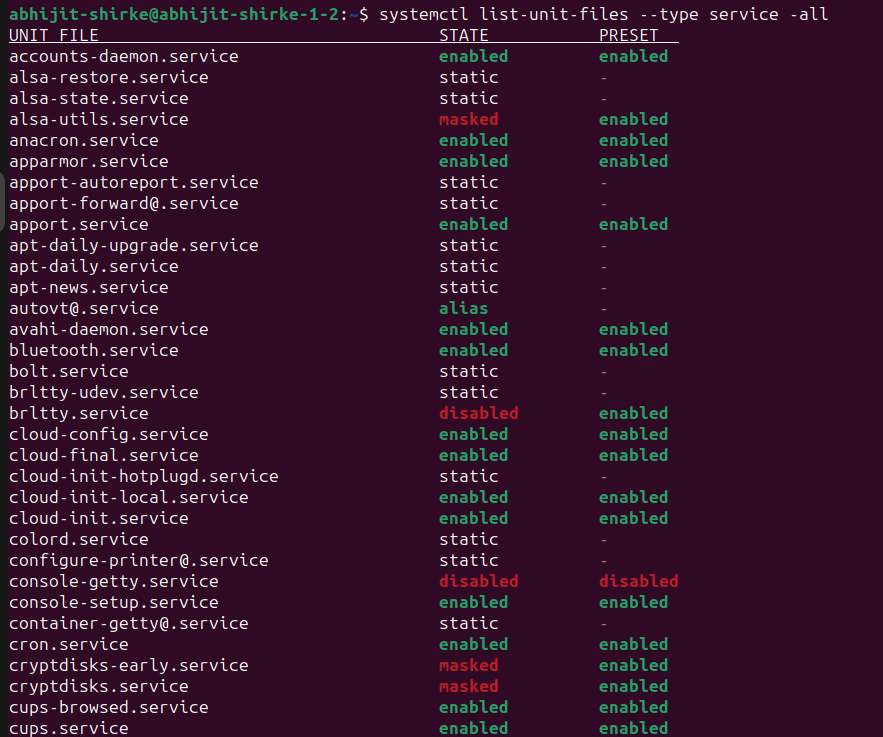 abhijit-shirke@abhijit-shirke-1-2:~$ systemctl list-unit-files --type service -all
UNIT FILE STATE PRESET
accounts-daemon.service enabled enabled
alsa-restore.service static -
alsa-state.service static -
alsa-utils.service masked enabled
anacron.service enabled enabled
apparmor.service enabled enabled
apport-autoreport.service static -
apport-forward@.service static -
apport.service enabled enabled
apt-daily-upgrade.service static -
apt-daily.service static -
apt-news.service static -
autovt@.service alias -
avahi-daemon.service enabled enabled
bluetooth.service enabled enabled
bolt.service static -
brltty-udev.service static -
brltty.service disabled enabled
cloud-config.service enabled enabled
cloud-final.service enabled enabled
cloud-init-hotplugd.service static -
cloud-init-local.service enabled enabled
cloud-init.service enabled enabled
colord.service static -
configure-printer@.service static -
console-getty.service disabled disabled
console-setup.service enabled enabled
container-getty@.service static -
cron.service enabled enabled
cryptdisks-early.service masked enabled
cryptdisks.service masked enabled
cups-browsed.service enabled enabled
cups.service enabled enabled